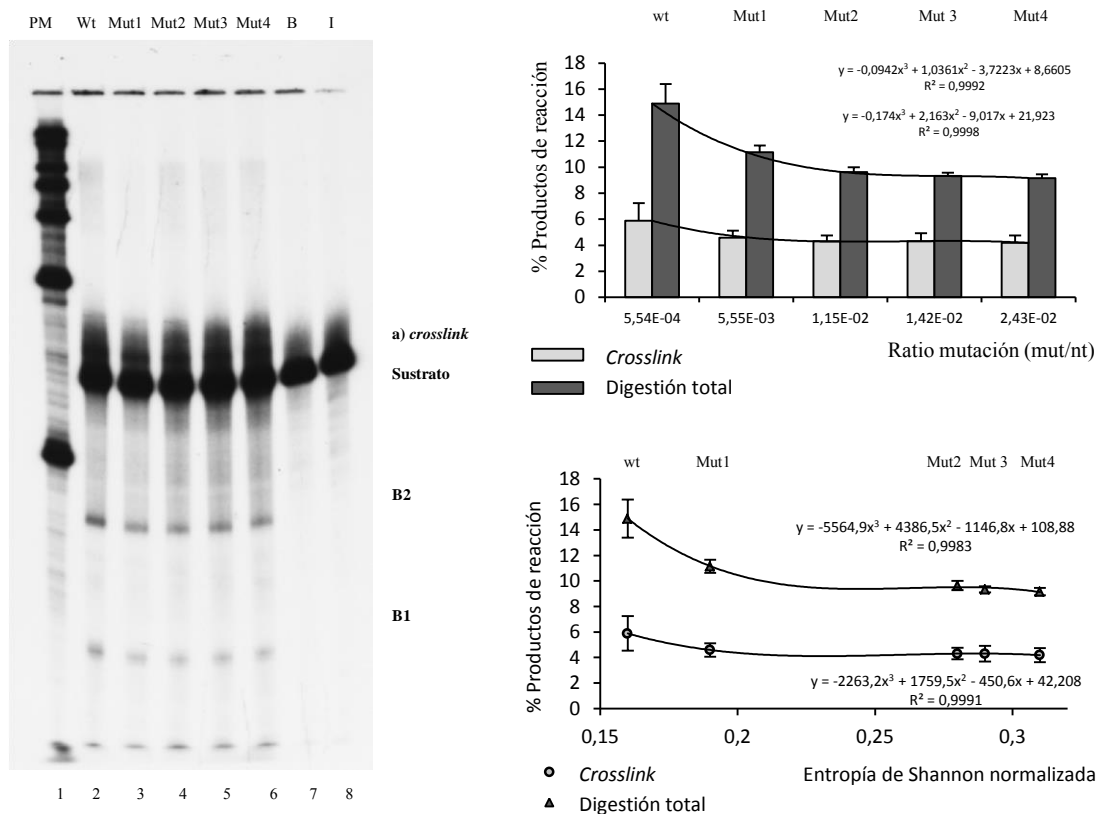 PM Wt Mut1 Mut2 Mut3 Mut4 B I
a) crosslink
Sustrato
B2
B1
1 2 3 4 5 6 7 8
wt Mut1 Mut2 Mut 3 Mut4
% Productos de reacción
18
16
14
12
10
8
6
4
2
0
y = -0,0942x³ + 1,0361x² - 3,7223x + 8,6605
R² = 0,9992
y = -0,174x³ + 2,163x² - 9,017x + 21,923
R² = 0,9998
5,54E-04 5,55E-03 1,15E-02 1,42E-02 2,43E-02
Ratio mutación (mut/nt)
Crosslink
Digestión total
wt Mut1 Mut2 Mut 3 Mut4
% Productos de reacción
18
16
14
12
10
8
6
4
2
0
y = -5564,9x³ + 4386,5x² - 1146,8x + 108,88
R² = 0,9983
y = -2263,2x³ + 1759,5x² - 450,6x + 42,208
R² = 0,9991
0,15 0,2 0,25 0,3
Entropía de Shannon normalizada
Crosslink
Digestión total